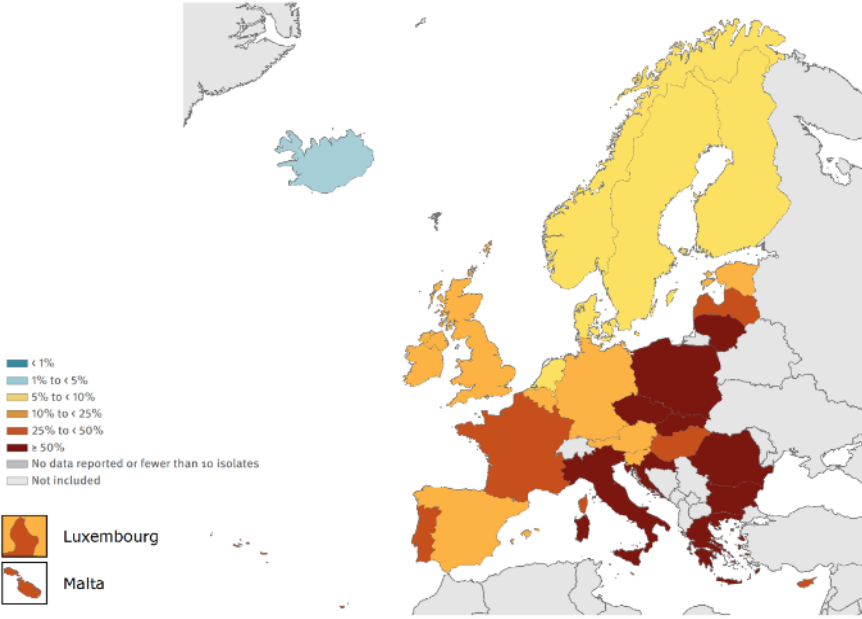 < 1%
1% to < 5%
5% to < 10%
10% to < 25%
25% to < 50%
≥ 50%
No data reported or fewer than 10 isolates
Not included
Luxembourg
Malta